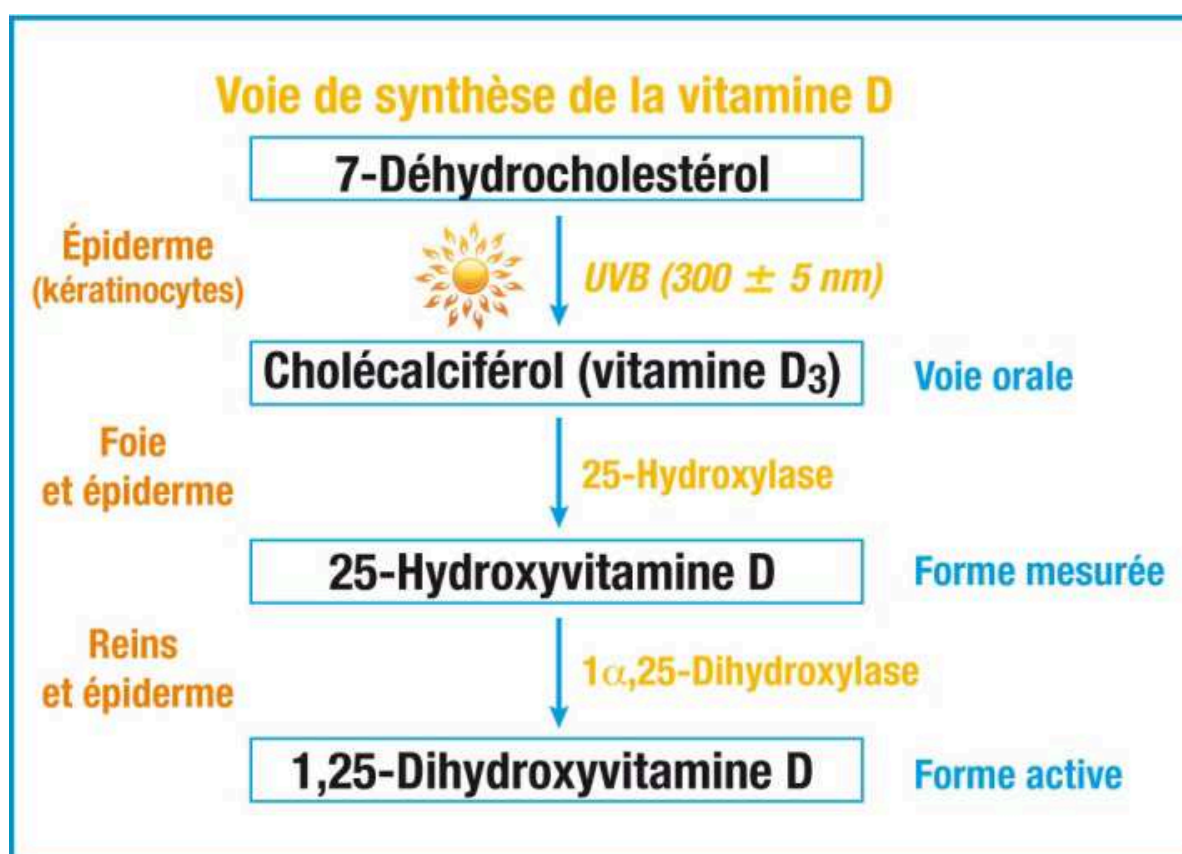 Voie de synthèse de la vitamine D
7-Déhydrocholestérol
Épiderme
(kératinocytes)
UVB (300 ± 5 nm)
Cholécalciférol (vitamine D3)
Voie orale
Foie
et épiderme
25-Hydroxylase
25-Hydroxyvitamine D
Forme mesurée
Reins
et épiderme
1α,25-Dihydroxylase
1,25-Dihydroxyvitamine D
Forme active